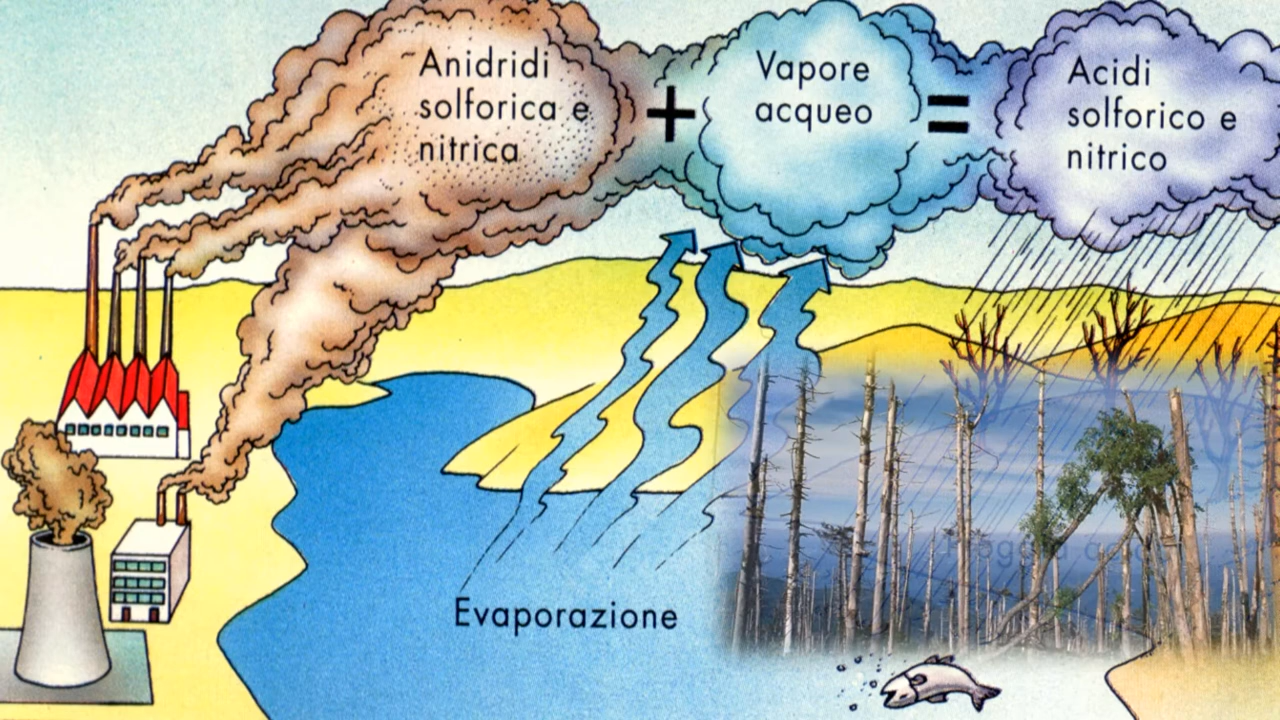 Anidridi
solforica e
nitrica
+
Vapore
acqueo
=
Acidi
solforico e
nitrico
Evaporazione